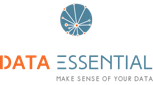 DATA ESSENTIAL
MAKE SENSE OF YOUR DATA